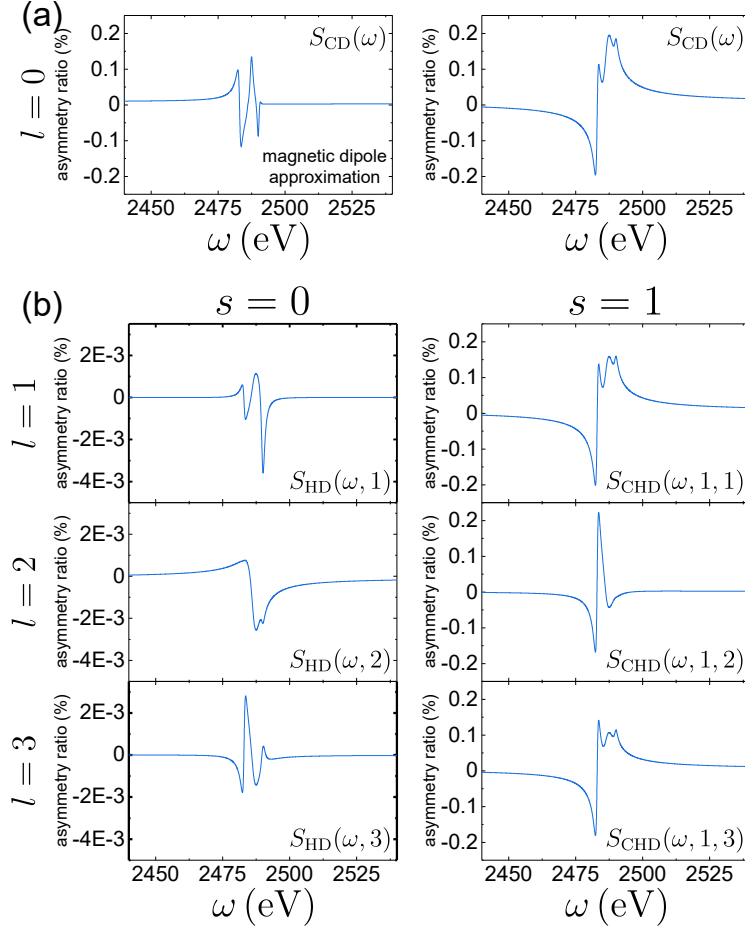 (a)
l = 0
asymmetry ratio (%)
0.2
0.1
0
-0.1
-0.2
S_CD(ω)
magnetic dipole
approximation
2450 2475 2500 2525
ω (eV)
asymmetry ratio (%)
0.2
0.1
0
-0.1
-0.2
S_CD(ω)
2450 2475 2500 2525
ω (eV)
(b)
s = 0
s = 1
l = 1
asymmetry ratio (%)
2E-3
0
-2E-3
-4E-3
S_HD(ω, 1)
asymmetry ratio (%)
0.2
0.1
0
-0.1
-0.2
S_CHD(ω, 1, 1)
l = 2
asymmetry ratio (%)
2E-3
0
-2E-3
-4E-3
S_HD(ω, 2)
asymmetry ratio (%)
0.2
0.1
0
-0.1
-0.2
S_CHD(ω, 1, 2)
l = 3
asymmetry ratio (%)
2E-3
0
-2E-3
-4E-3
S_HD(ω, 3)
2450 2475 2500 2525
ω (eV)
asymmetry ratio (%)
0.2
0.1
0
-0.1
-0.2
S_CHD(ω, 1, 3)
2450 2475 2500 2525
ω (eV)